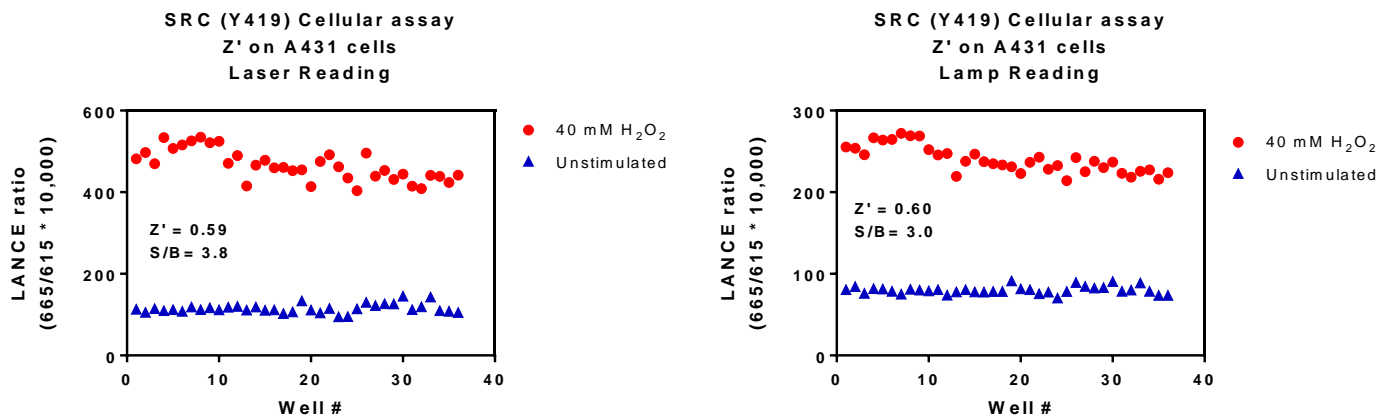 SRC (Y419) Cellular assay
Z' on A431 cells
Laser Reading
600
400
200
0
0 10 20 30 40
LANCE ratio
(665/615 * 10,000)
Well #
Z' = 0.59
S/B= 3.8
40 mM H₂O₂
Unstimulated
SRC (Y419) Cellular assay
Z' on A431 cells
Lamp Reading
300
200
100
0
0 10 20 30 40
LANCE ratio
(665/615 * 10,000)
Well #
Z' = 0.60
S/B= 3.0
40 mM H₂O₂
Unstimulated